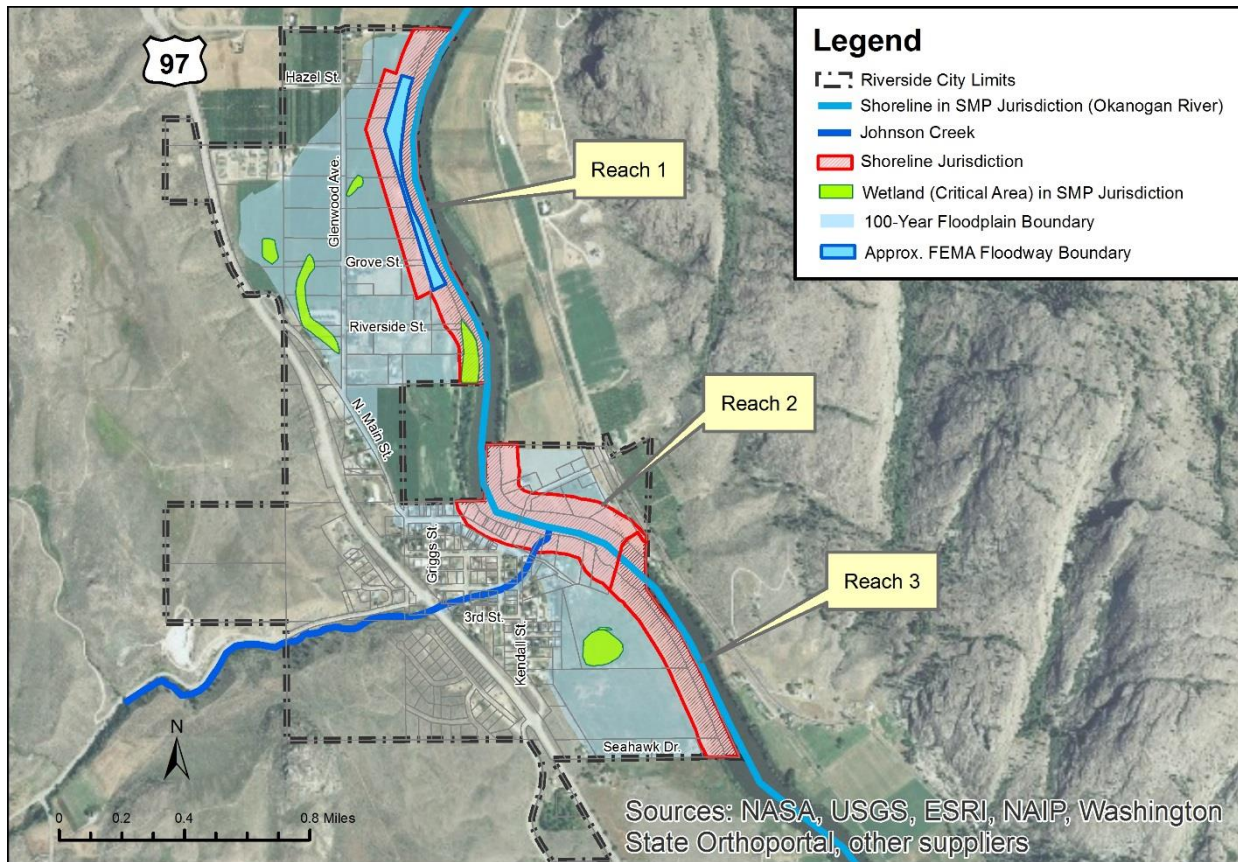 97
Hazel St.
Glenwood Ave.
Reach 1
Grove St.
Riverside St.
N. Main St.
Reach 2
Griggs St.
3rd St.
Kendall St.
Reach 3
Seahawk Dr.
N
0 0.2 0.4 0.8 Miles
Legend
Riverside City Limits
Shoreline in SMP Jurisdiction (Okanogan River)
Johnson Creek
Shoreline Jurisdiction
Wetland (Critical Area) in SMP Jurisdiction
100-Year Floodplain Boundary
Approx. FEMA Floodway Boundary
Sources: NASA, USGS, ESRI, NAIP, Washington
State Orthoportal, other suppliers